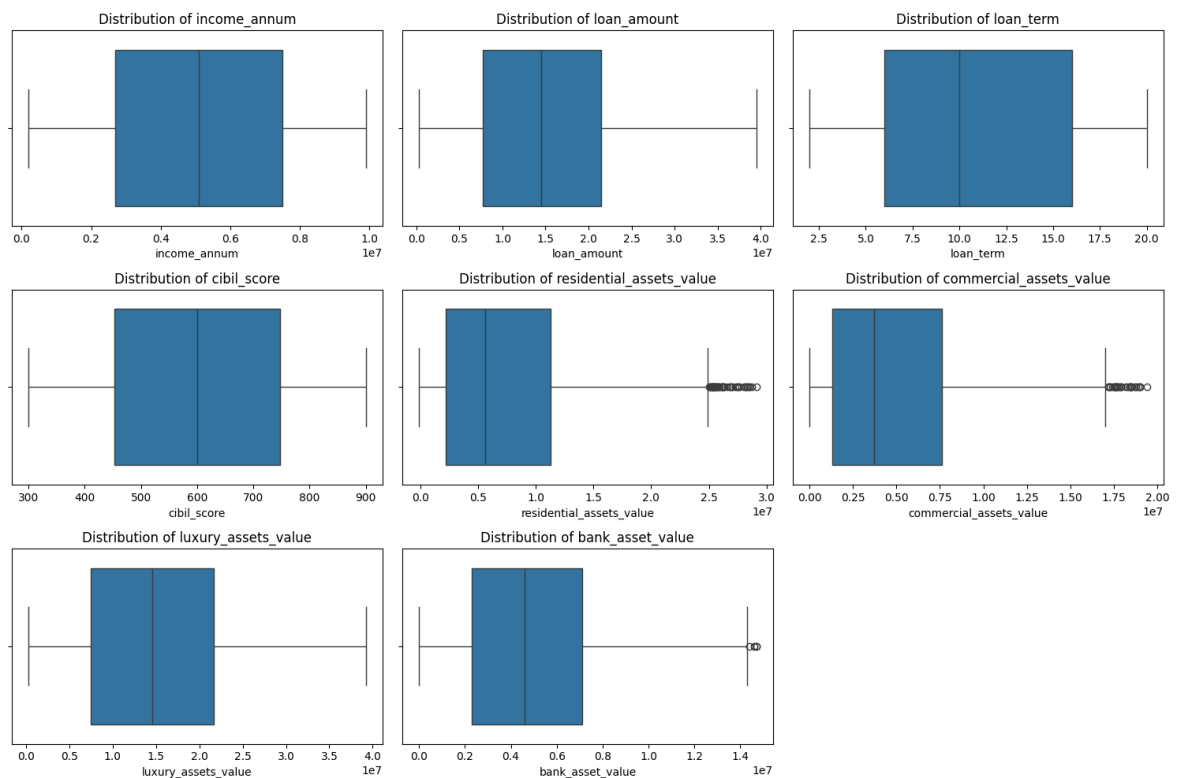 Distribution of income_annum
Distribution of loan_amount
Distribution of loan_term
0.0 0.2 0.4 0.6 0.8 1.0
income_annum
1e7
0.0 0.5 1.0 1.5 2.0 2.5 3.0 3.5 4.0
loan_amount
1e7
2.5 5.0 7.5 10.0 12.5 15.0 17.5 20.0
loan_term
Distribution of cibil_score
Distribution of residential_assets_value
Distribution of commercial_assets_value
300 400 500 600 700 800 900
cibil_score
0.0 0.5 1.0 1.5 2.0 2.5 3.0
residential_assets_value
1e7
0.00 0.25 0.50 0.75 1.00 1.25 1.50 1.75 2.00
commercial_assets_value
1e7
Distribution of luxury_assets_value
Distribution of bank_asset_value
0.0 0.5 1.0 1.5 2.0 2.5 3.0 3.5 4.0
luxury_assets_value
1e7
0.0 0.2 0.4 0.6 0.8 1.0 1.2 1.4
bank_asset_value
1e7